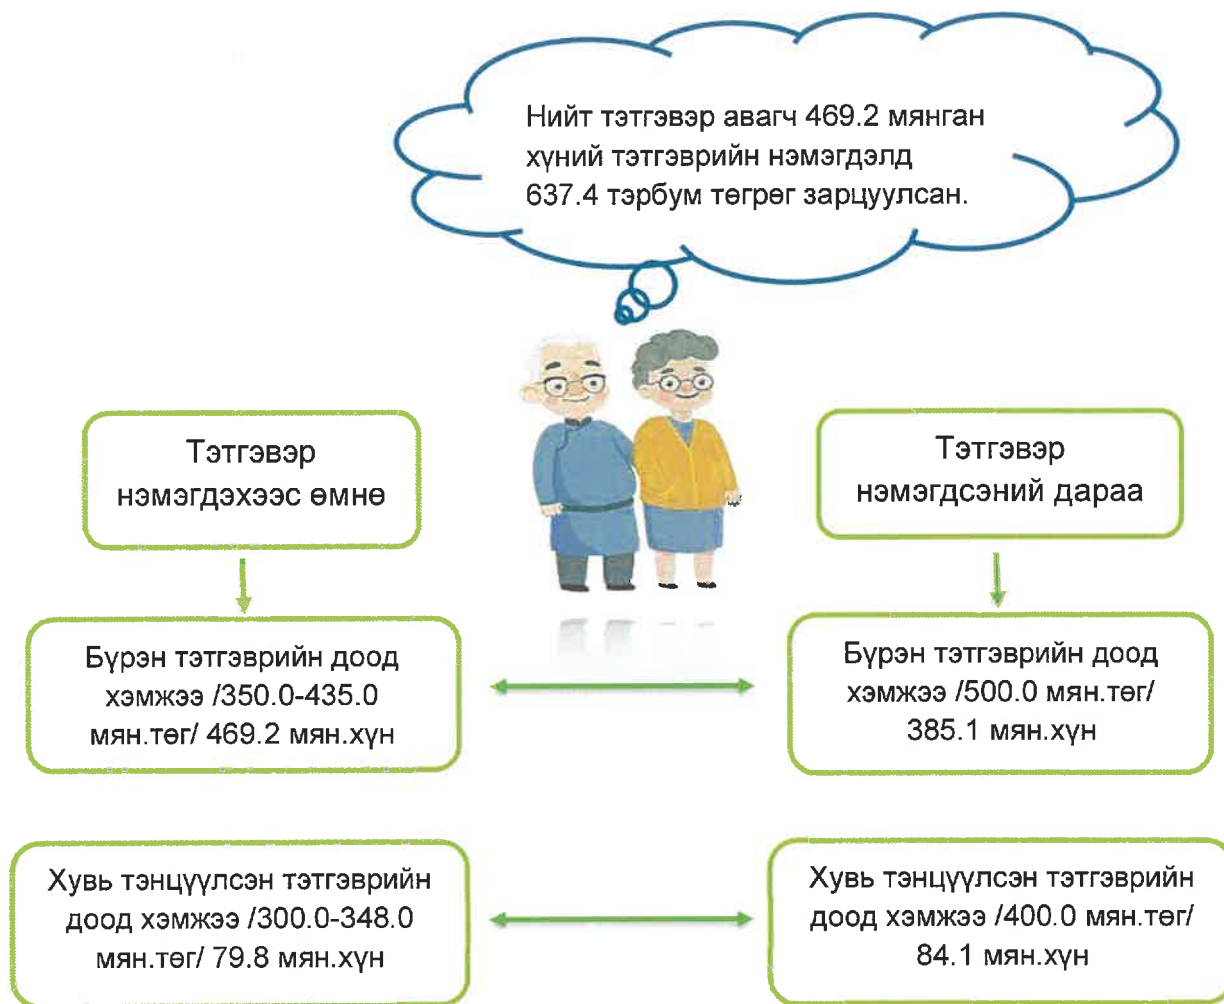 Нийт тэтгэвэр авагч 469.2 мянган
хүний тэтгэврийн нэмэгдэлд
637.4 тэрбум төгрөг зарцуулсан.
Тэтгэвэр
нэмэгдэхээс өмнө
Тэтгэвэр
нэмэгдсэний дараа
Бүрэн тэтгэврийн доод
хэмжээ /350.0-435.0
мян.төг/ 469.2 мян.хүн
Бүрэн тэтгэврийн доод
хэмжээ /500.0 мян.төг/
385.1 мян.хүн
Хувь тэнцүүлсэн тэтгэврийн
доод хэмжээ /300.0-348.0
мян.төг/ 79.8 мян.хүн
Хувь тэнцүүлсэн тэтгэврийн
доод хэмжээ /400.0 мян.төг/
84.1 мян.хүн